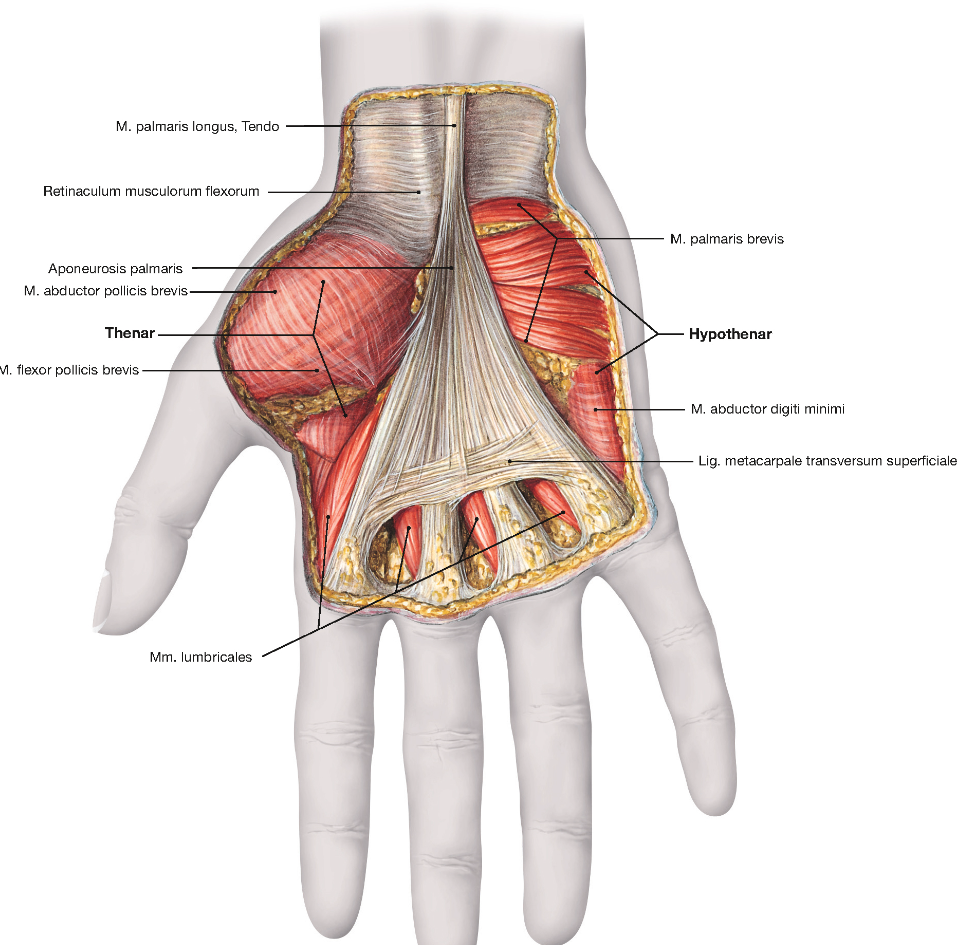 M. palmaris longus, Tendo
Retinaculum musculorum flexorum
M. palmaris brevis
Aponeurosis palmaris
M. abductor pollicis brevis
Thenar
Hypothenar
M. flexor pollicis brevis
M. abductor digiti minimi
Lig. metacarpale transversum superficiale
Mm. lumbricales